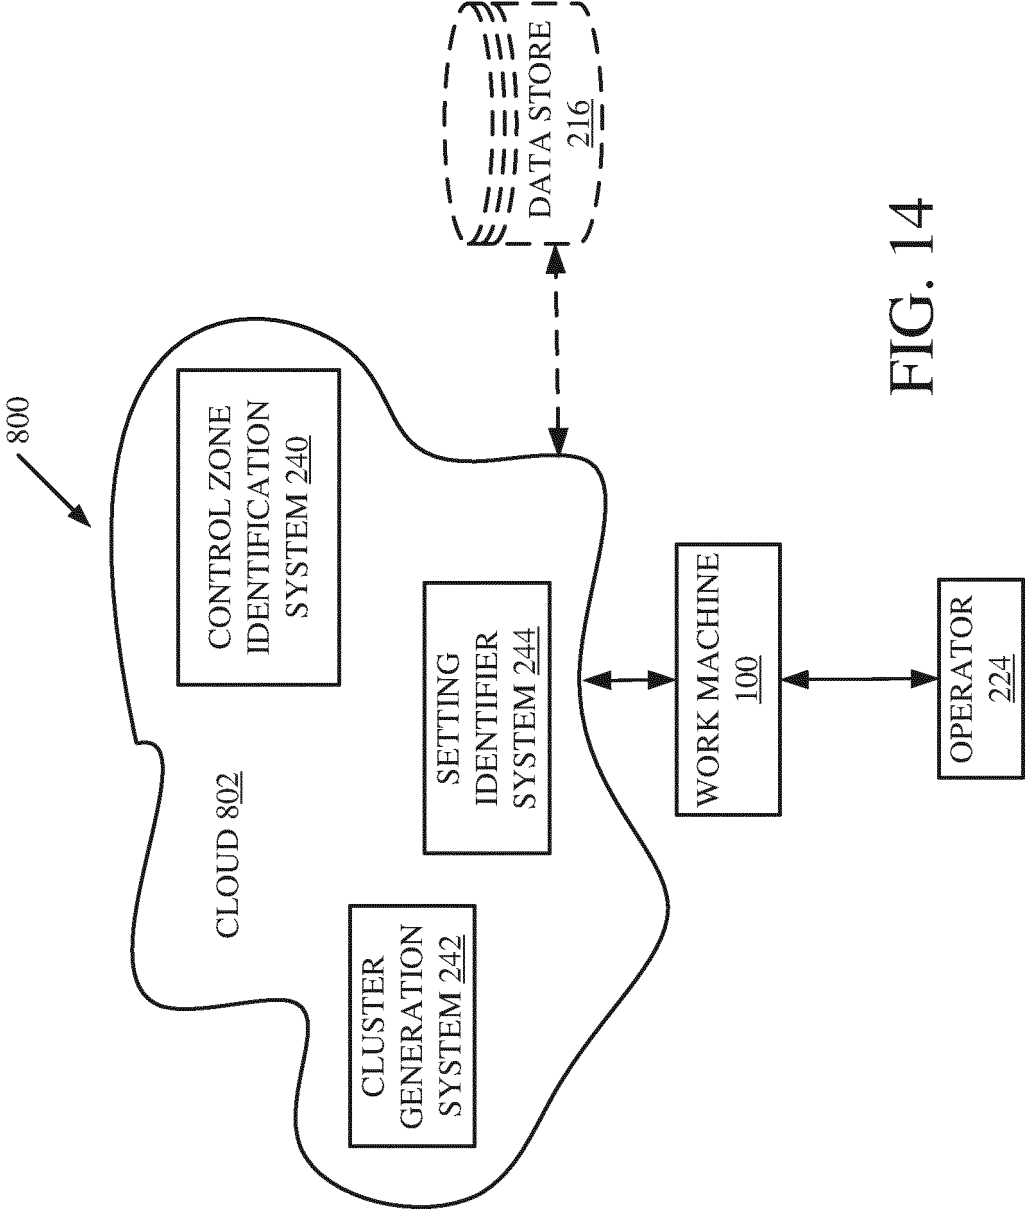 800
CLOUD 802
CONTROL ZONE
IDENTIFICATION
SYSTEM 240
CLUSTER
GENERATION
SYSTEM 242
SETTING
IDENTIFIER
SYSTEM 244
DATA STORE
216
WORK MACHINE
100
OPERATOR
224
FIG. 14